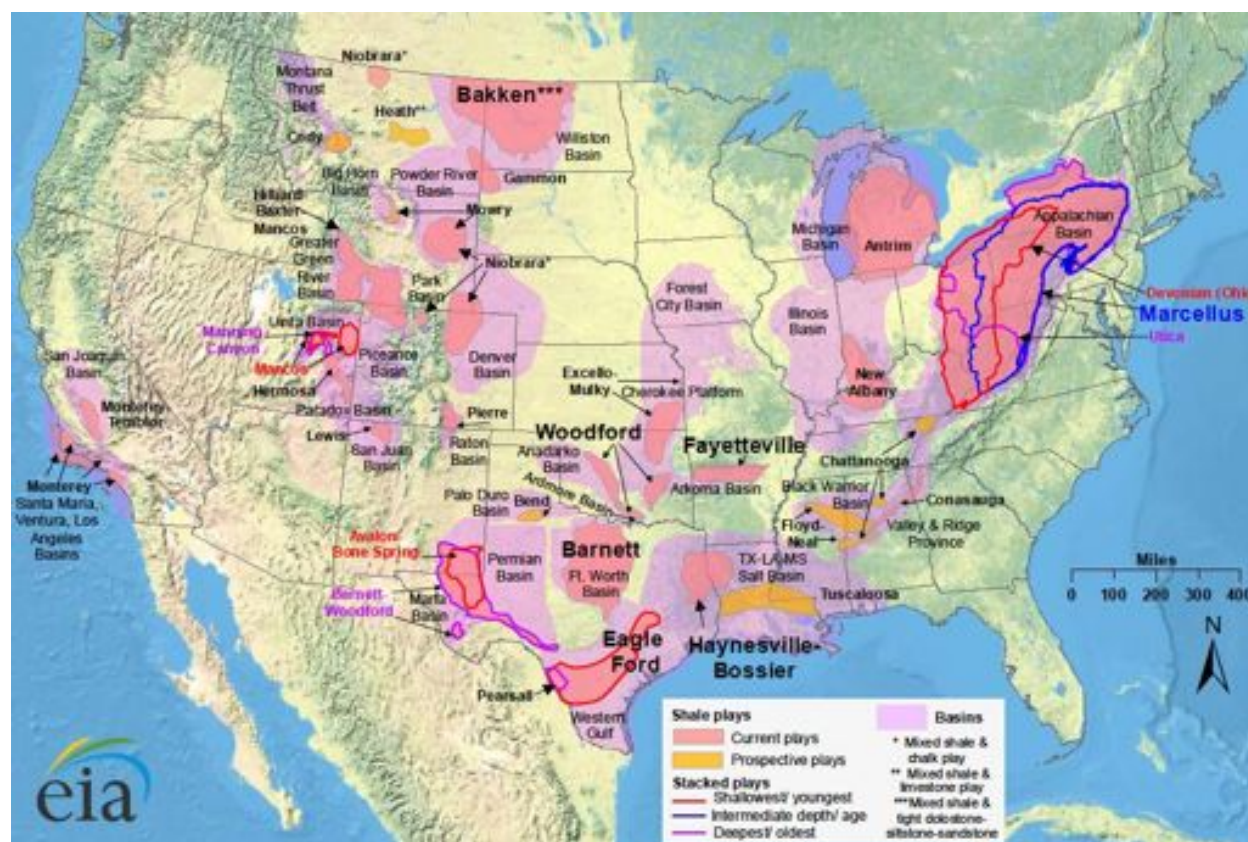 Niobrara*
Montana
Thrust
Belt
Bakken***
Heath**
Cody
Williston
Basin
Big Horn
Basin
Powder River
Basin
Gammon
Hilliard
Baxter
Mancos
Mowry
Greater
Green
River
Basin
Park
Basin
Niobrara*
Michigan
Basin
Antrim
Appalachian
Basin
Devonian (Ohi
Marcellus
Utica
Forest
City Basin
Illinois
Basin
Uinta Basin
Manning
Canyon
Mancos
Piceance
Basin
Denver
Basin
Hermosa
San Joaquin
Basin
Monterey
Temblor
Paradox Basin
Lewis
San Juan
Basin
Pierre
Raton
Basin
Excello
Mulky
Cherokee Platform
New
Albany
Woodford
Anadarko
Basin
Fayetteville
Arkoma Basin
Ardmore Basin
Chattanooga
Black Warrior
Basin
Conasauga
Floyd-
Neal
Valley & Ridge
Province
Monterey
Santa Maria,
Ventura, Los
Angeles
Basins
Palo Duro
Basin
Bend
Avalon
Bone Spring
Permian
Basin
Barnett
Ft. Worth
Basin
TX-LA-MS
Salt Basin
Tuscaloosa
Barnett
Woodford
Marfa
Basin
Eagle
Ford
Haynesville-
Bossier
Pearsall
Western
Gulf
Miles
0 100 200 300 400
N
Shale plays
Current plays
Prospective plays
Stacked plays
Shallowest/ youngest
Intermediate depth/ age
Deepest/ oldest
Basins
* Mixed shale &
chalk play
** Mixed shale &
limestone play
***Mixed shale &
tight dolostone-
siltstone-sandstone
eia